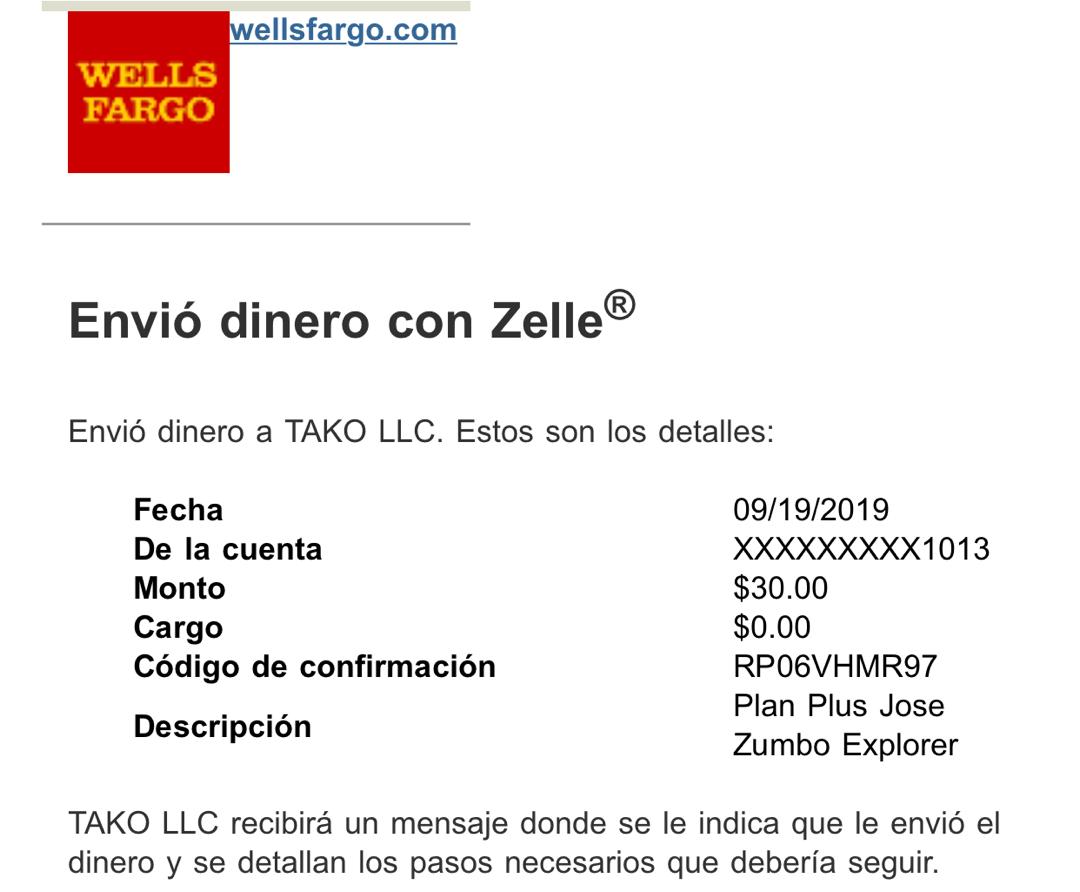 wellsfargo.com
WELLS
FARGO
Envió dinero con Zelle®
Envió dinero a TAKO LLC. Estos son los detalles:
Fecha 09/19/2019
De la cuenta XXXXXXXXX1013
Monto $30.00
Cargo $0.00
Código de confirmación RP06VHMR97
Descripción Plan Plus Jose
Zumbo Explorer
TAKO LLC recibirá un mensaje donde se le indica que le envió el
dinero y se detallan los pasos necesarios que debería seguir.